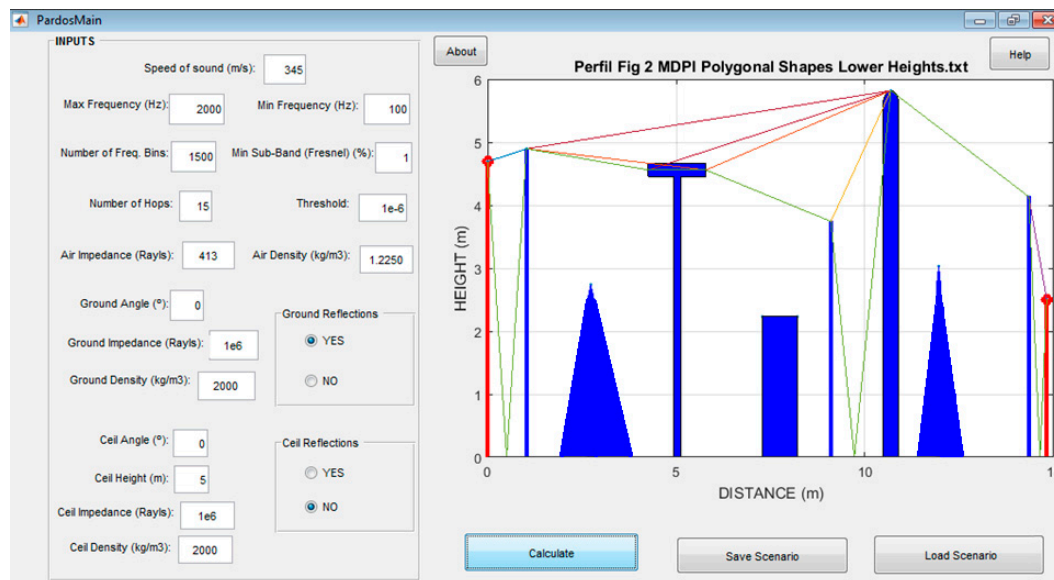 PardosMain
INPUTS
Speed of sound (m/s): 345
Max Frequency (Hz): 2000 Min Frequency (Hz): 100
Number of Freq. Bins: 1500 Min Sub-Band (Fresnel) (%): 1
Number of Hops: 15 Threshold: 1e-6
Air Impedance (Rayls): 413 Air Density (kg/m3): 1.2250
Ground Angle (º): 0
Ground Impedance (Rayls): 1e6
Ground Density (kg/m3): 2000
Ground Reflections
YES
NO
Ceil Angle (º): 0
Ceil Height (m): 5
Ceil Impedance (Rayls): 1e6
Ceil Density (kg/m3): 2000
Ceil Reflections
YES
NO
About
Help
Perfil Fig 2 MDPI Polygonal Shapes Lower Heights.txt
HEIGHT (m)
6
5
4
3
2
1
0
0 5 10 1
DISTANCE (m)
Calculate
Save Scenario
Load Scenario